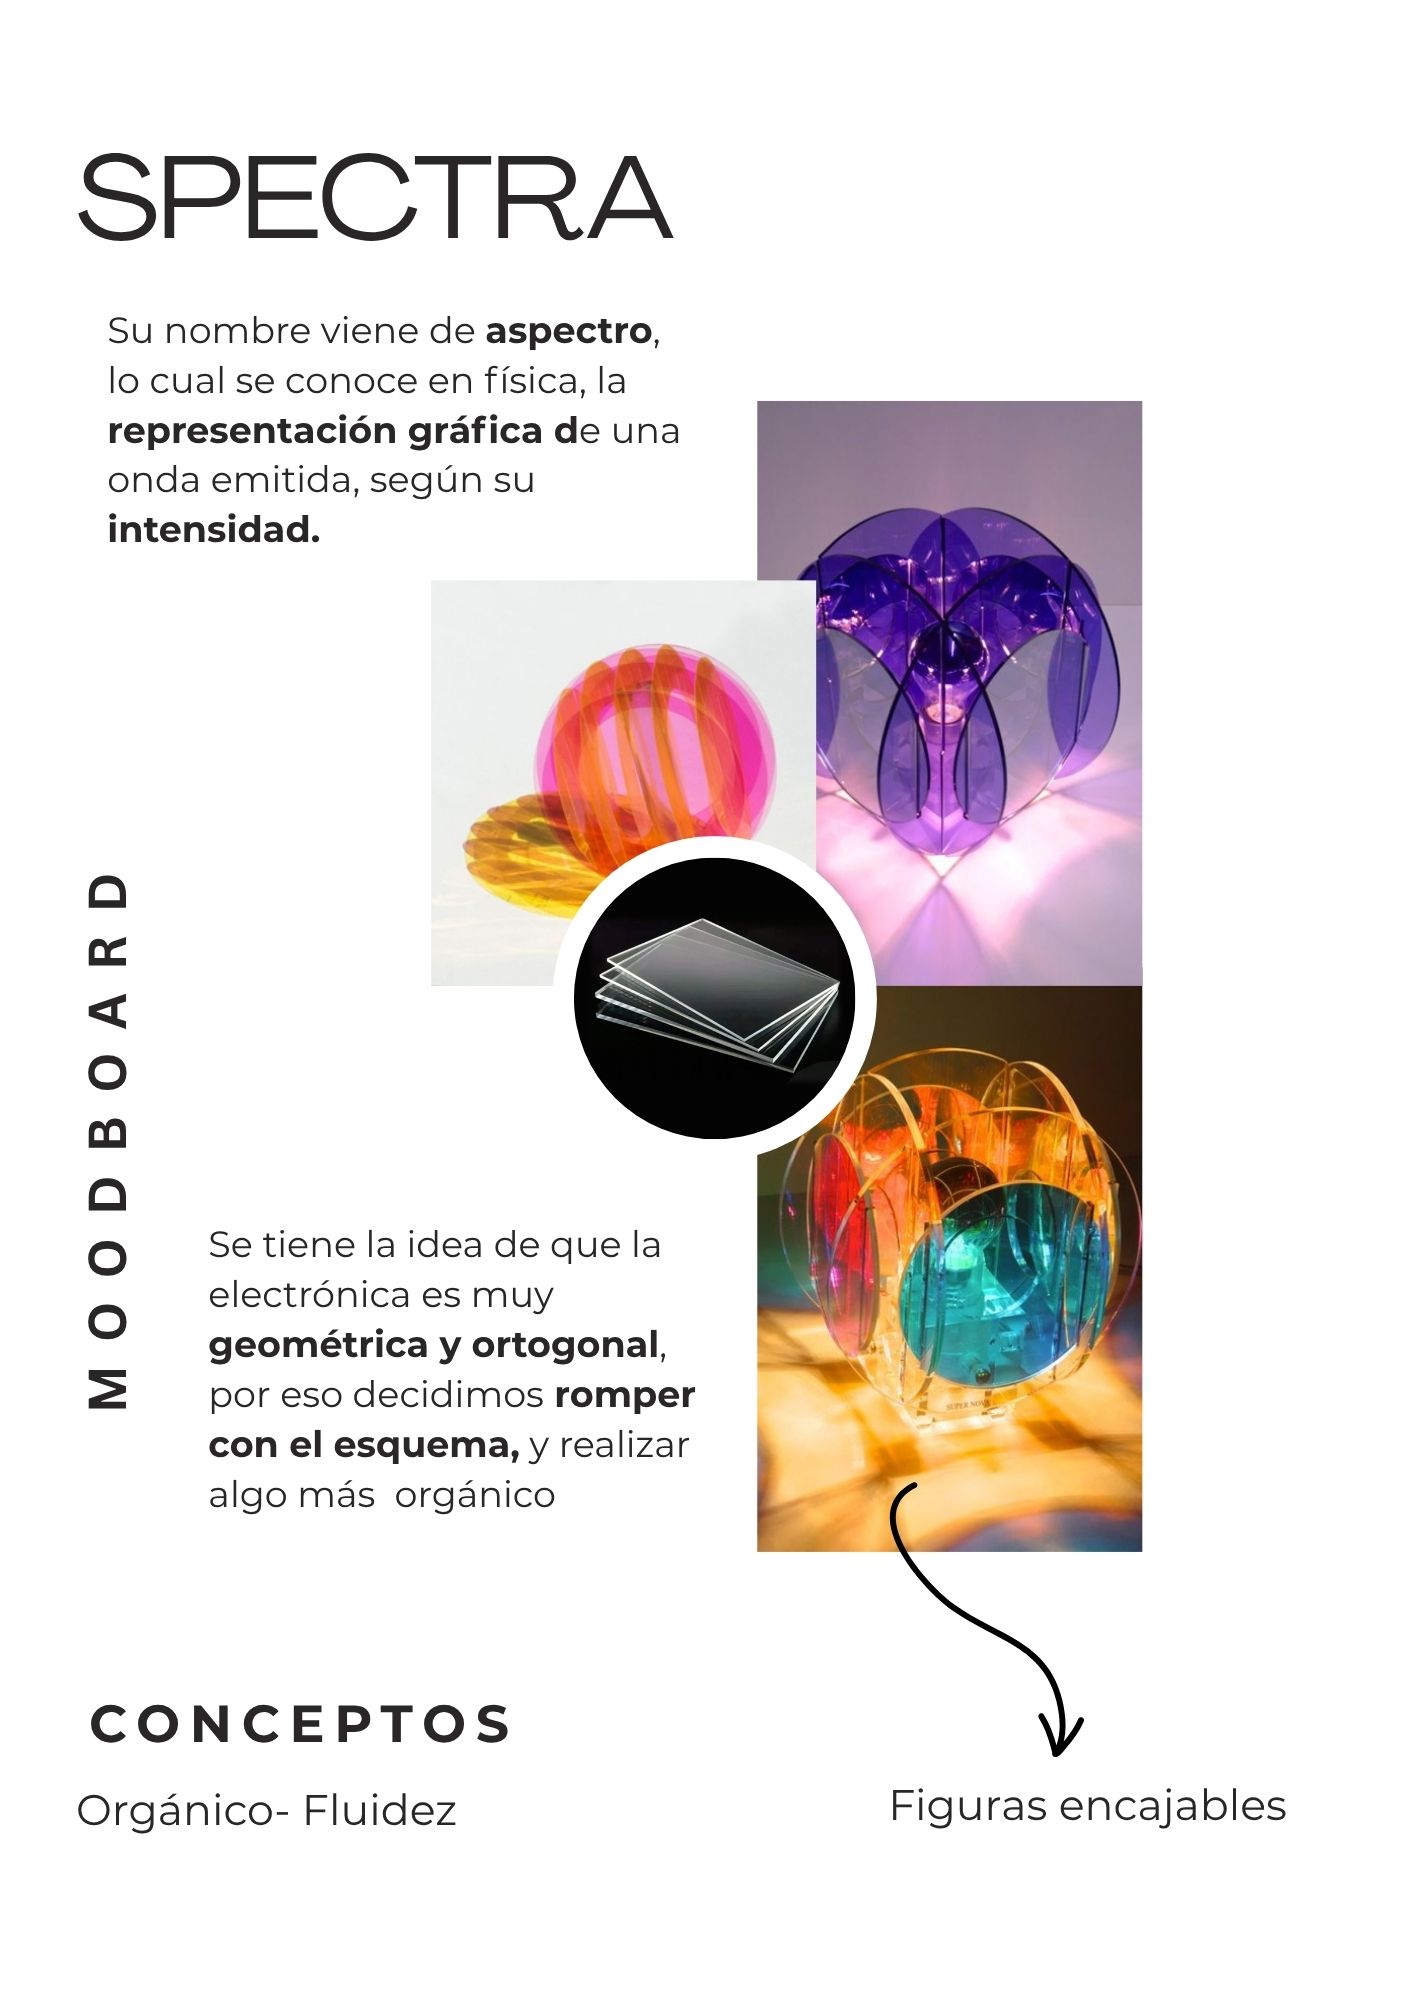 SPECTRA
Su nombre viene de aspectro,
lo cual se conoce en física, la
representación gráfica de una
onda emitida, según su
intensidad.
MOODBOARD
Se tiene la idea de que la
electrónica es muy
geométrica y ortogonal,
por eso decidimos romper
con el esquema, y realizar
algo más  orgánico
SUPER NOVA
CONCEPTOS
Orgánico- Fluidez
Figuras encajables